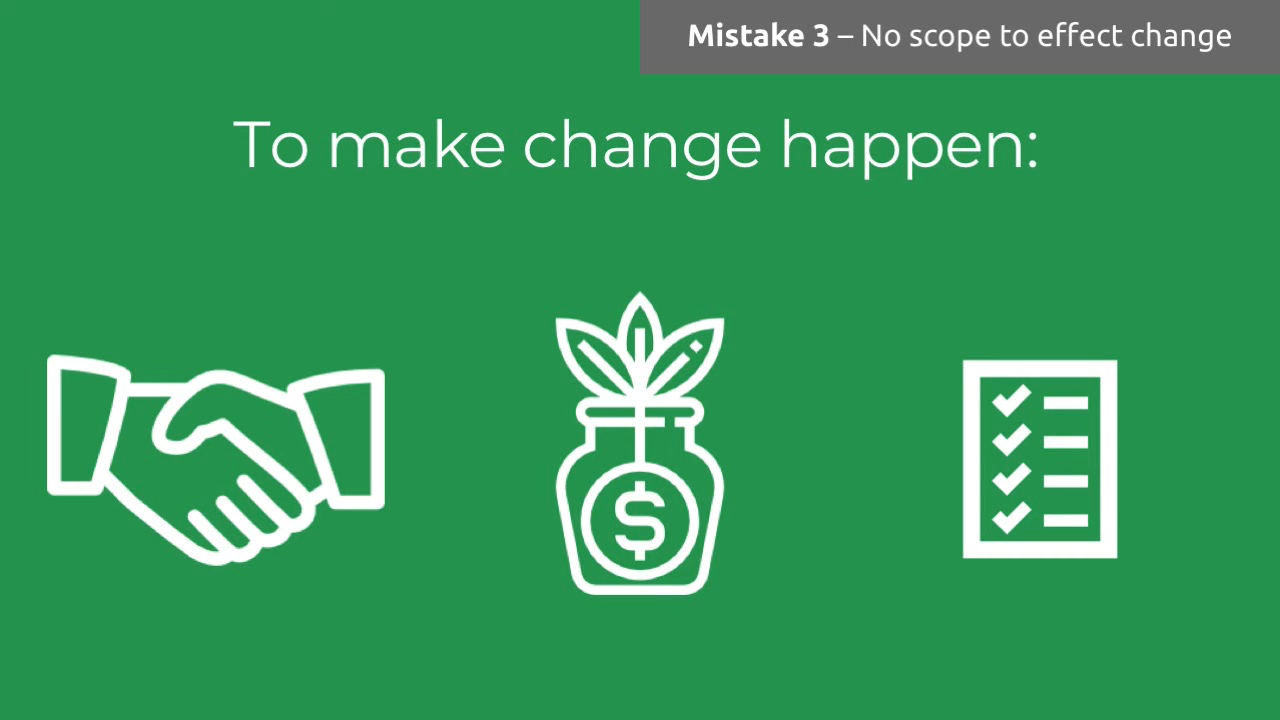 Mistake 3 – No scope to effect change
To make change happen:
$